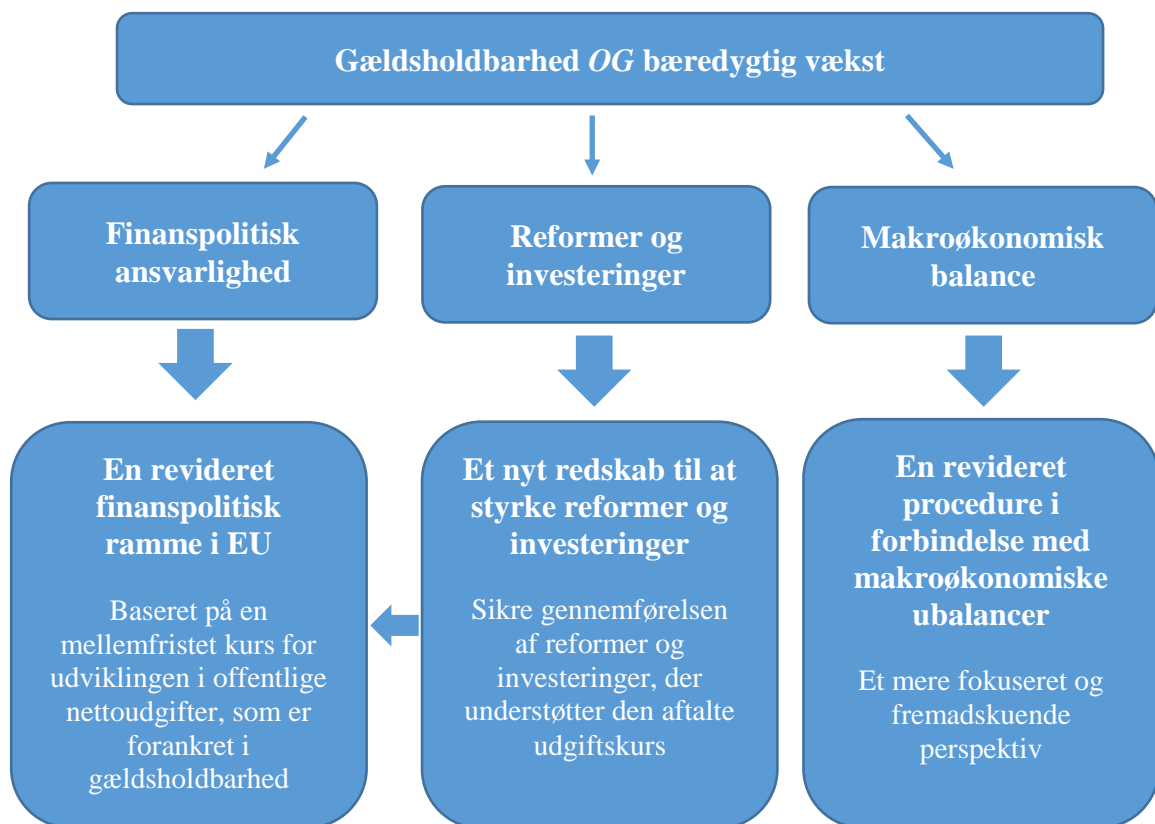 Gældsholdbarhed OG bæredygtig vækst
Finanspolitisk
ansvarlighed
Reformer og
investeringer
Makroøkonomisk
balance
En revideret
finanspolitisk
ramme i EU
Baseret på en
mellemfristet kurs for
udviklingen i offentlige
nettoudgifter, som er
forankret i
gældsholdbarhed
Et nyt redskab til at
styrke reformer og
investeringer
Sikre gennemførelsen
af reformer og
investeringer, der
understøtter den aftalte
udgiftskurs
En revideret
procedure i
forbindelse med
makroøkonomiske
ubalancer
Et mere fokuseret og
fremadskuende
perspektiv